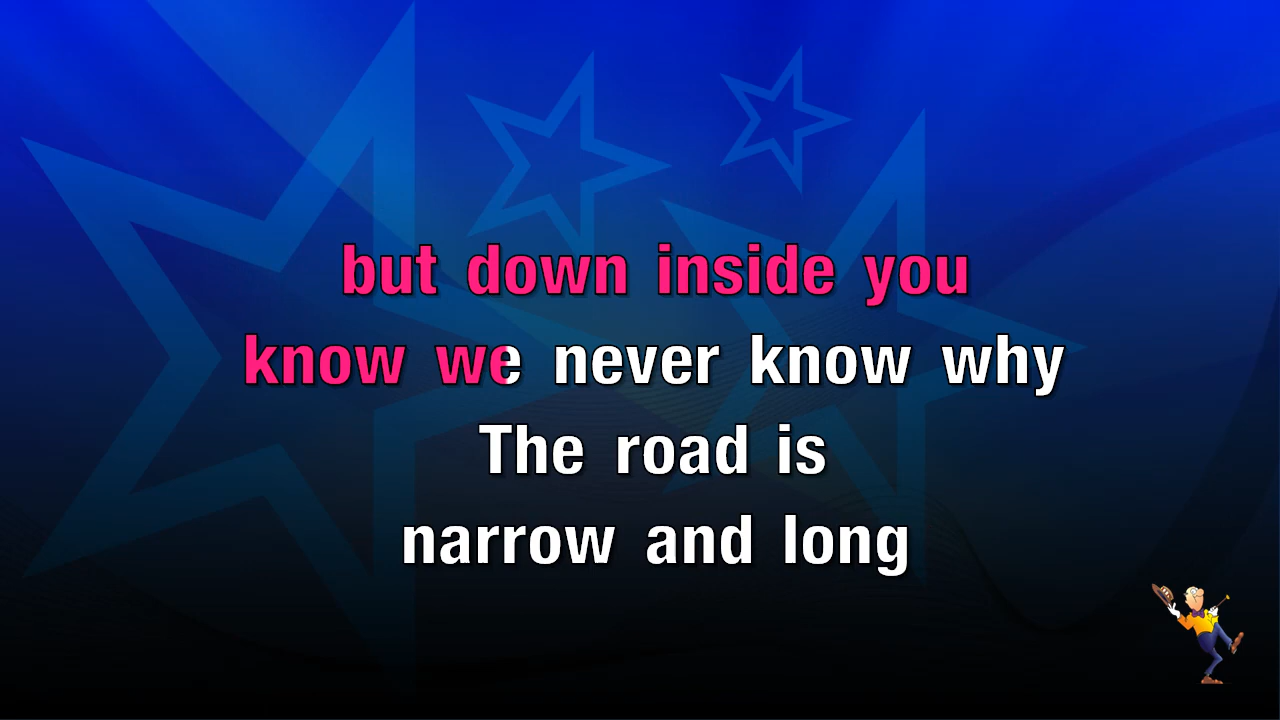 but down inside you
know we never know why
The road is
narrow and long